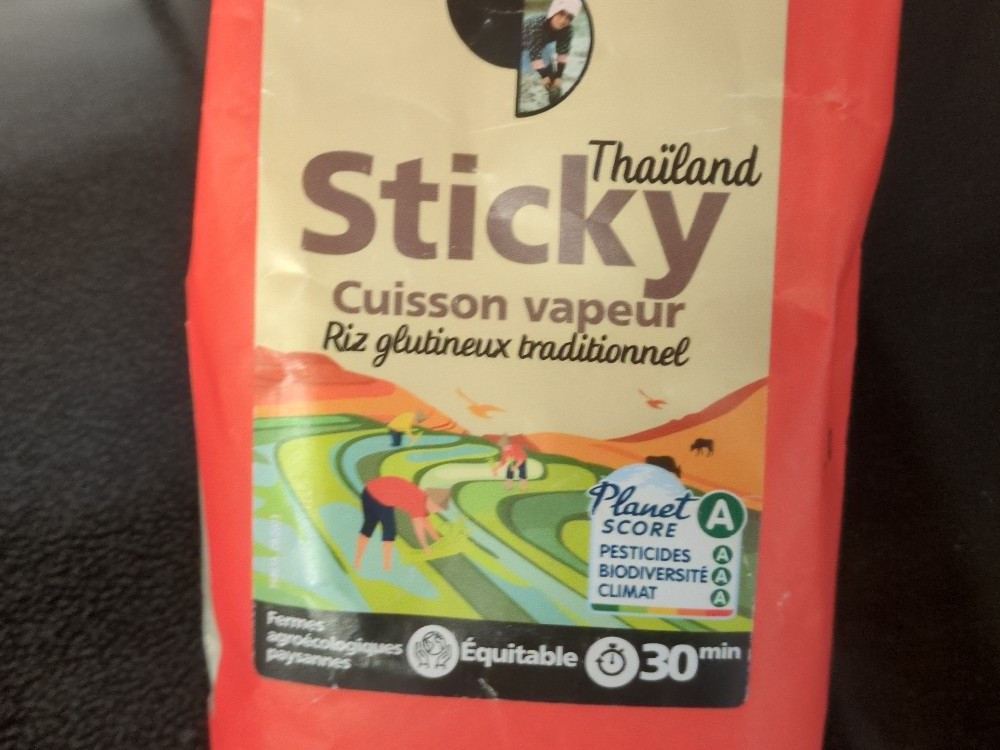 Thaïland
Sticky
Cuisson vapeur
Riz glutineux traditionnel
Planet
SCORE
A
PESTICIDES A
BIODIVERSITÉ A
CLIMAT A
Fermes
agroécologiques
paysannes
Équitable
30 min